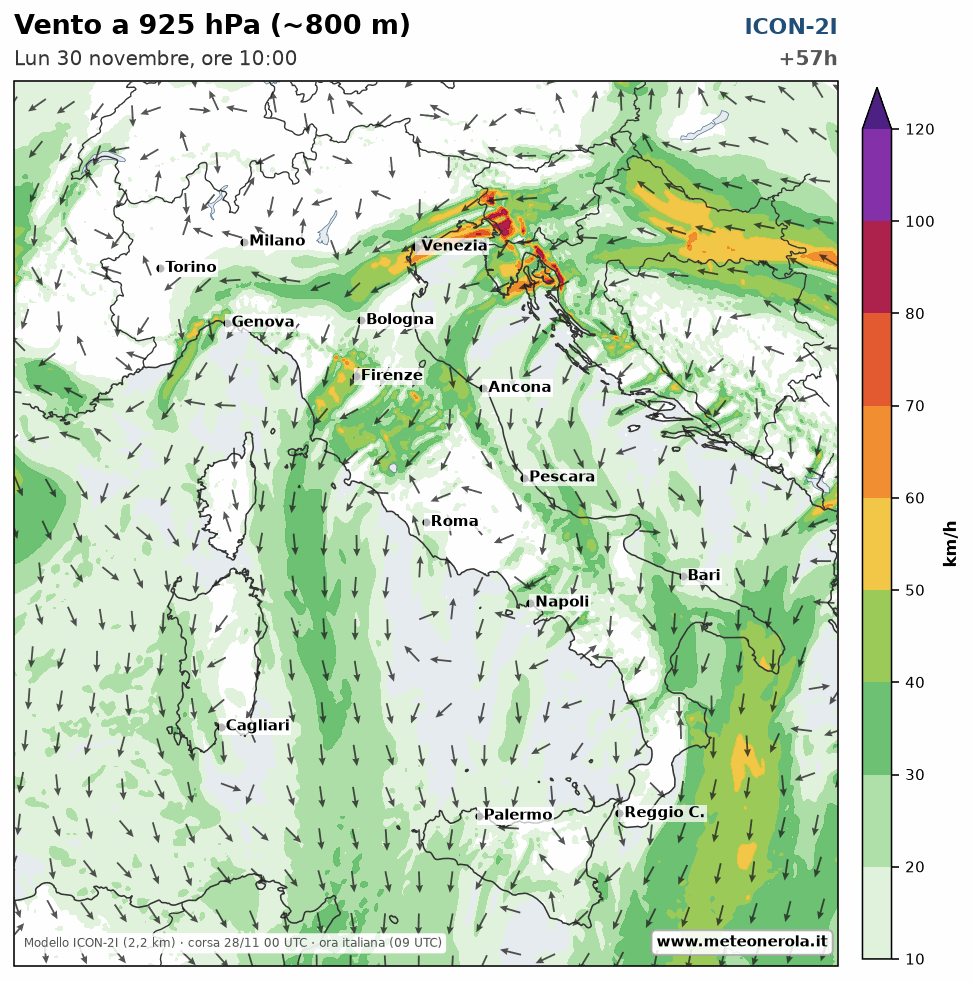 Vento a 925 hPa (~800 m)
ICON-2I
Lun 30 novembre, ore 10:00
+57h
120
100
80
70
60
50
40
30
20
10
km/h
Milano
Venezia
Torino
Genova
Bologna
Firenze
Ancona
Pescara
Roma
Bari
Napoli
Cagliari
Palermo
Reggio C.
Modello ICON-2I (2,2 km) · corsa 28/11 00 UTC · ora italiana (09 UTC)
www.meteonerola.it